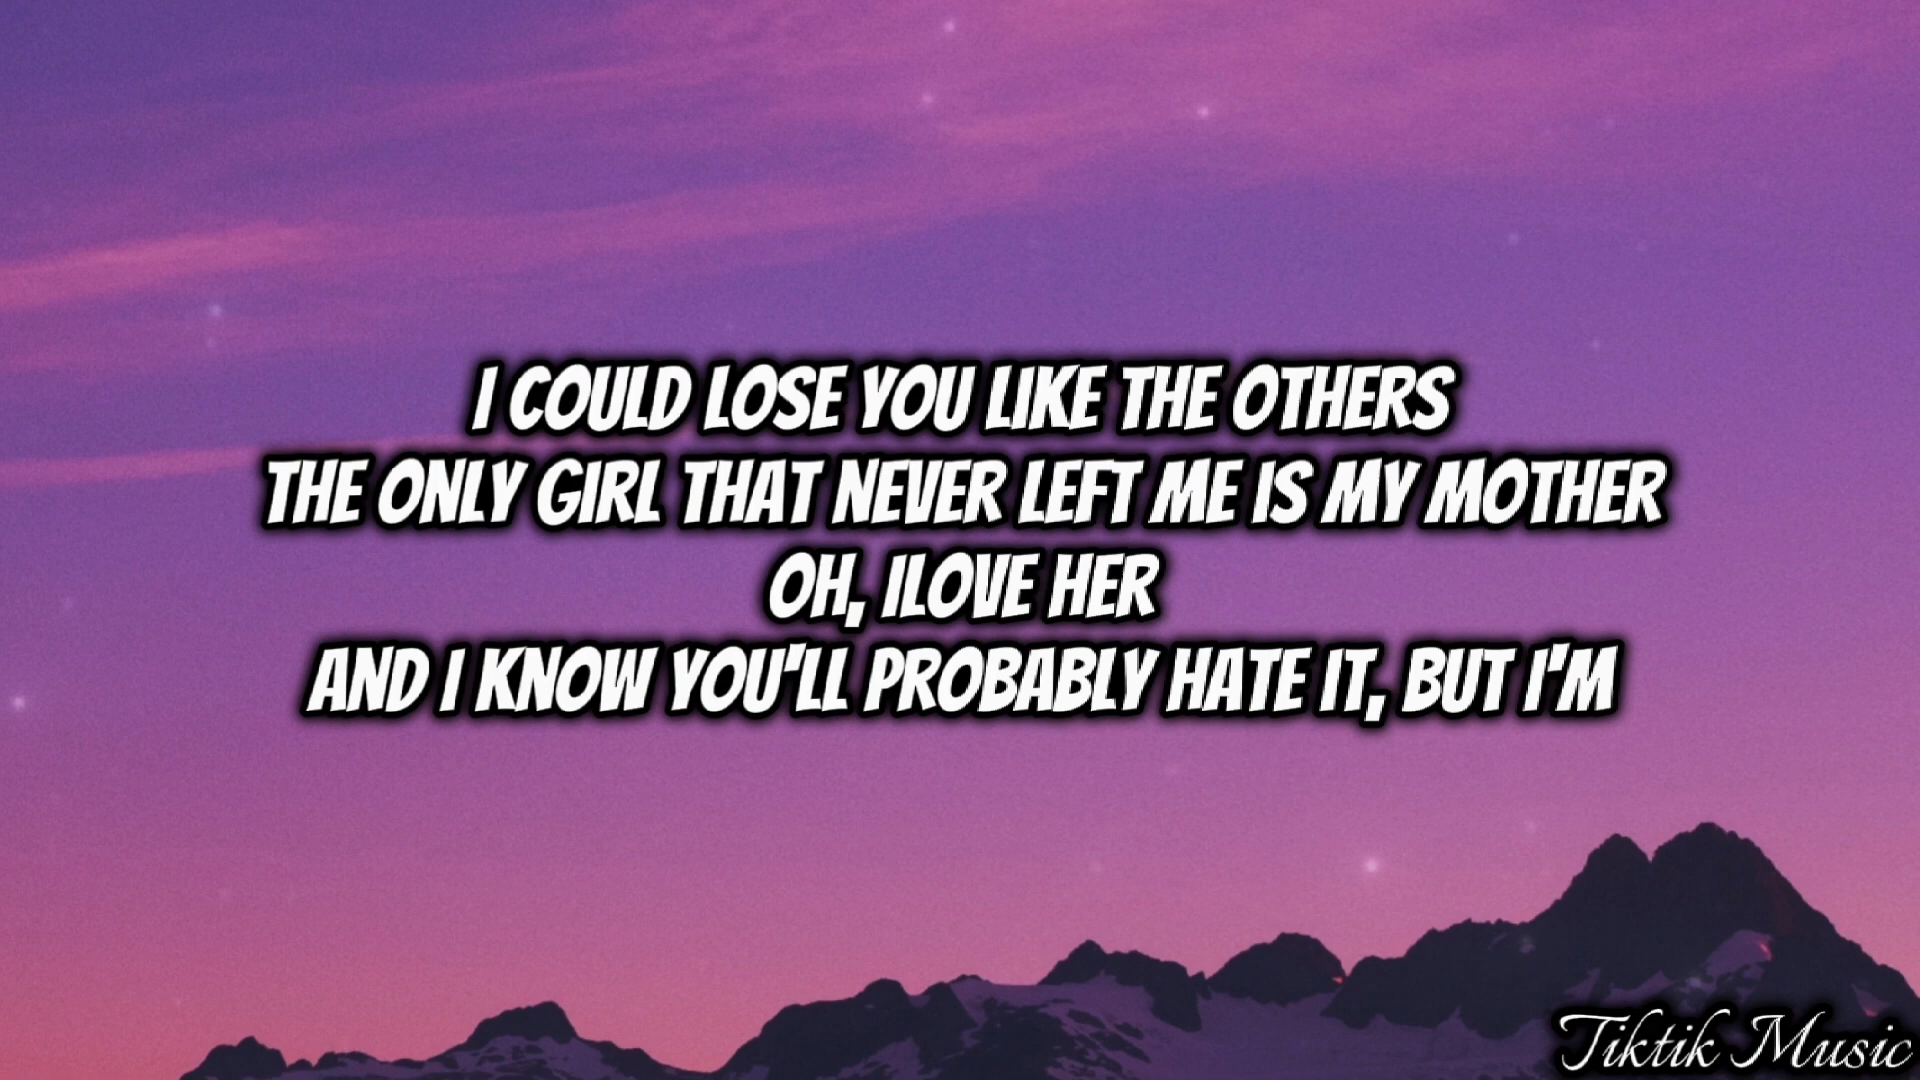 I COULD LOSE YOU LIKE THE OTHERS
THE ONLY GIRL THAT NEVER LEFT ME IS MY MOTHER
OH, ILOVE HER
AND I KNOW YOU'LL PROBABLY HATE IT, BUT I'M
Tiktik Music